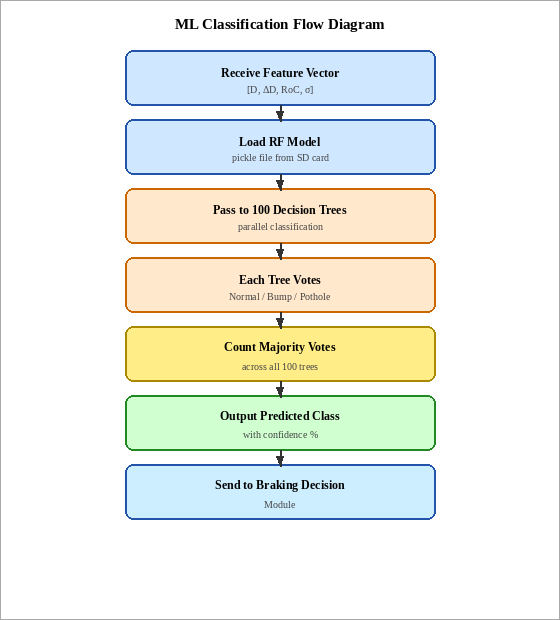 ML Classification Flow Diagram
Receive Feature Vector
[D, ΔD, RoC, σ]
Load RF Model
pickle file from SD card
Pass to 100 Decision Trees
parallel classification
Each Tree Votes
Normal / Bump / Pothole
Count Majority Votes
across all 100 trees
Output Predicted Class
with confidence %
Send to Braking Decision
Module